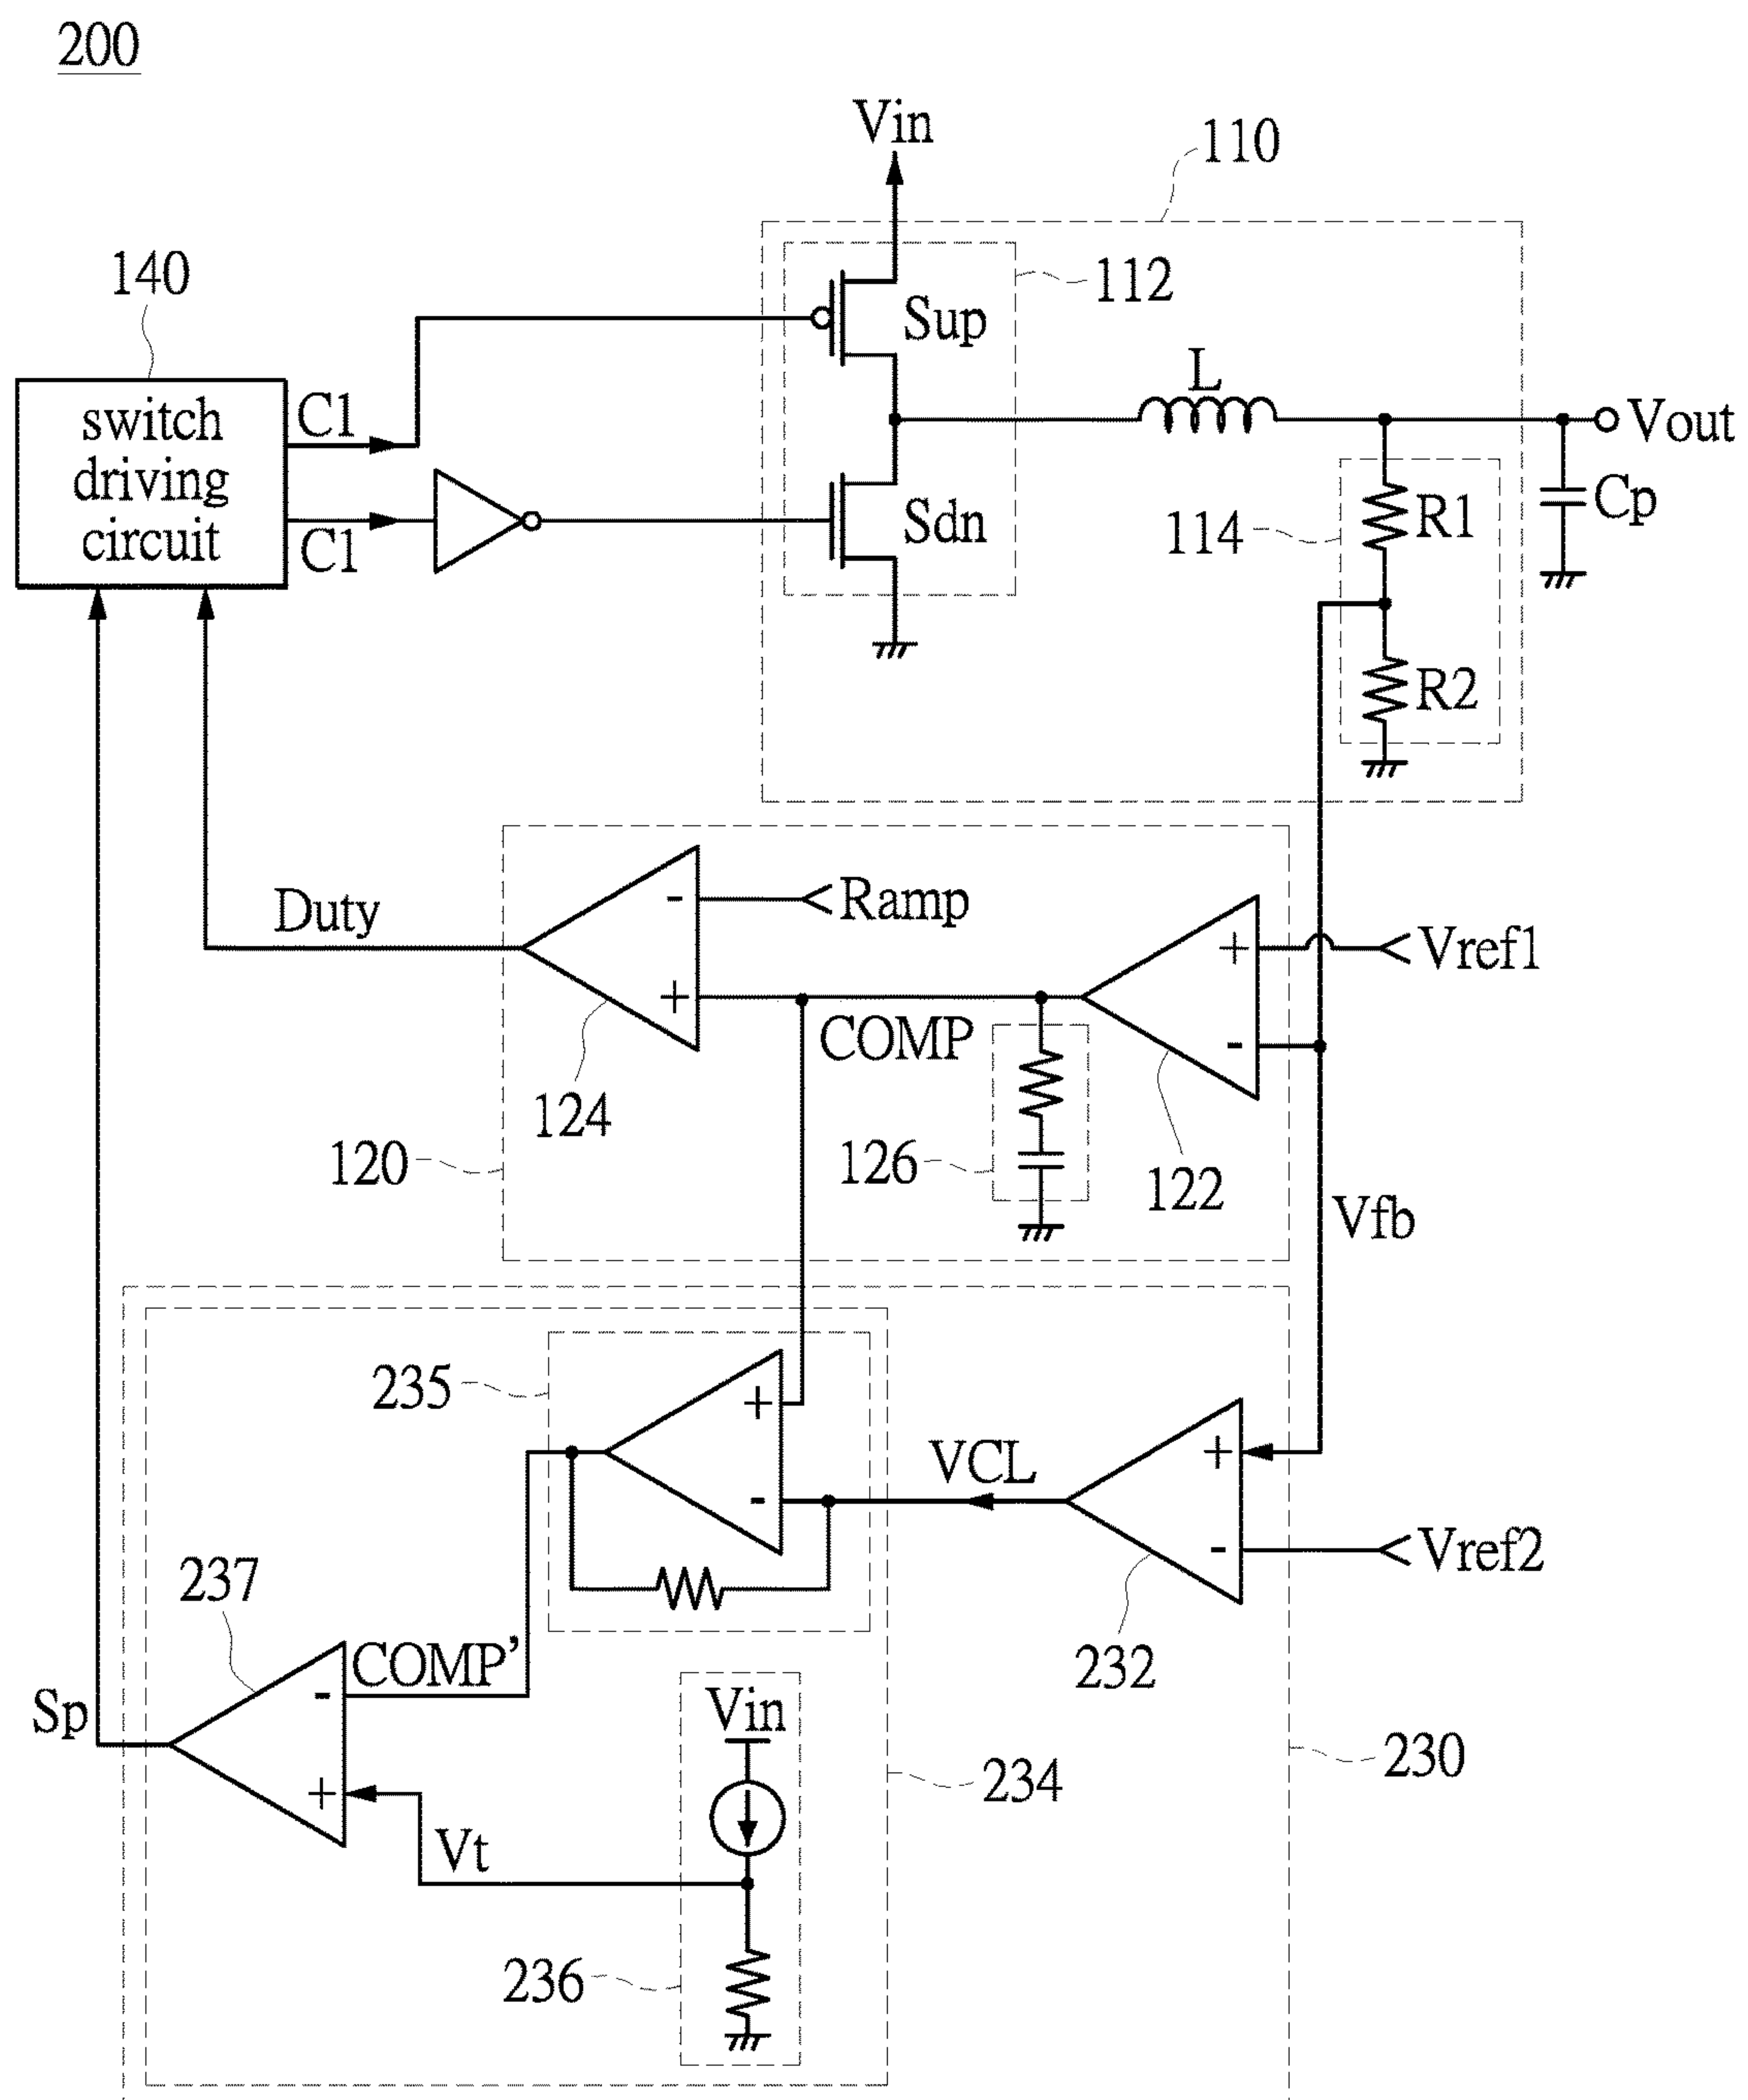 200
Vin
110
112
140
Sup
L
Vout
switch
driving
circuit
C1
C1
Sdn
114
R1
Cp
R2
Duty
Ramp
Vref1
COMP
124
120
126
122
Vfb
235
VCL
Vref2
237
COMP’
232
Sp
Vin
234
230
Vt
236